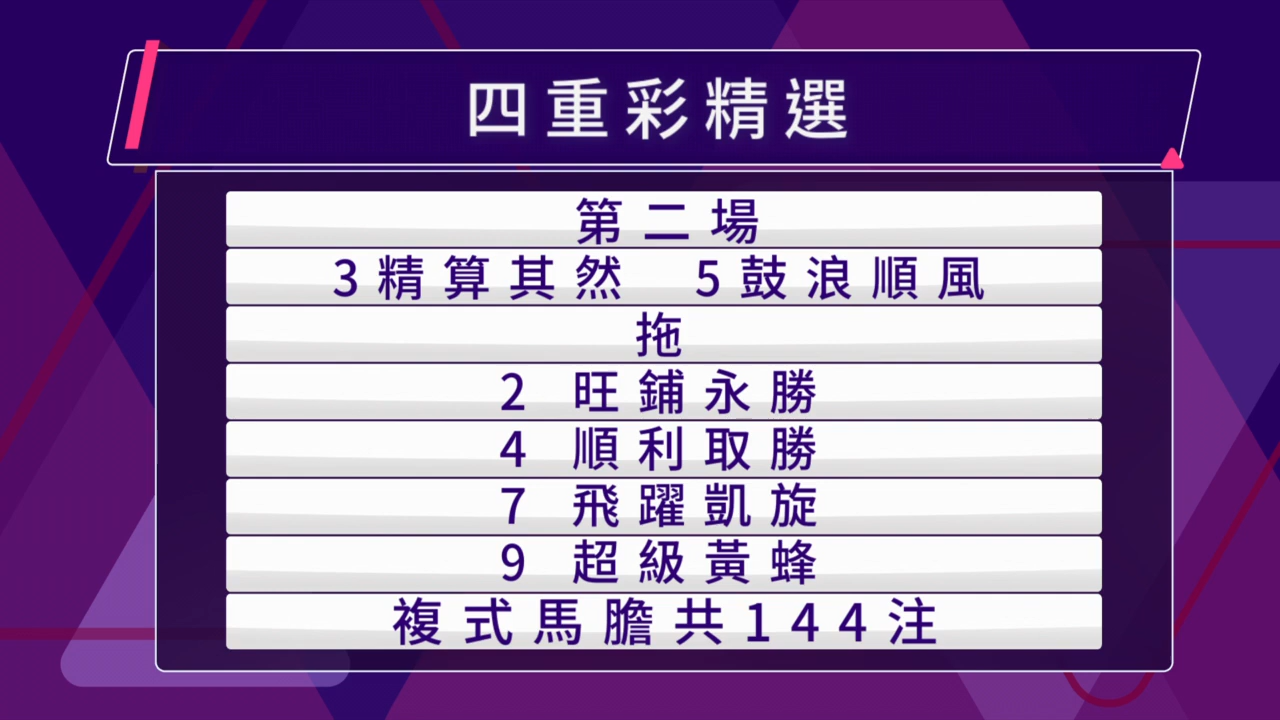 四重彩精選
第二場
3精算其然 5鼓浪順風
拖
2 旺鋪永勝
4 順利取勝
7 飛躍凱旋
9 超級黃蜂
複式馬膽共144注